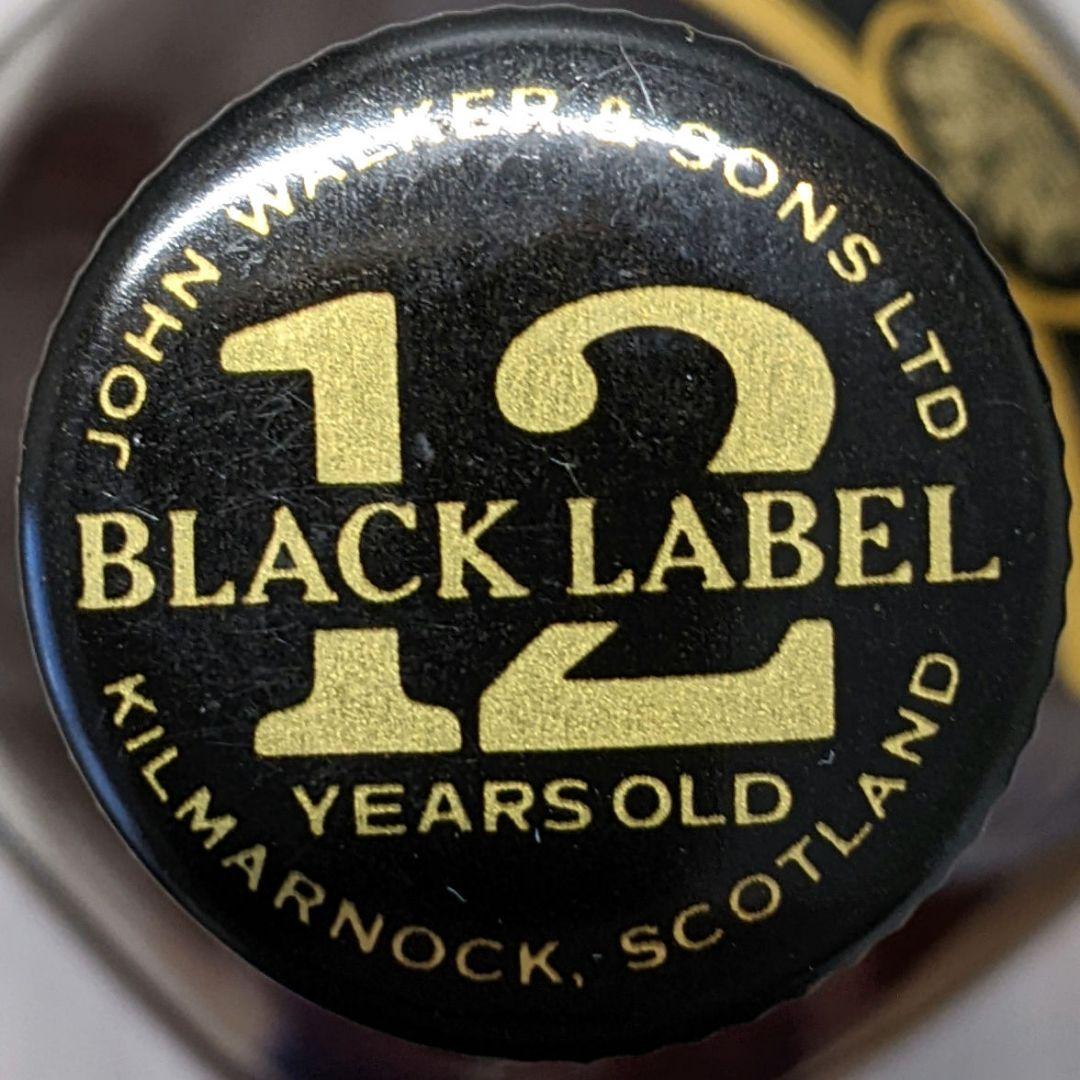 JOHN WALKER & SONS LTD
12
BLACK LABEL
YEARS OLD
KILMARNOCK, SCOTLAND